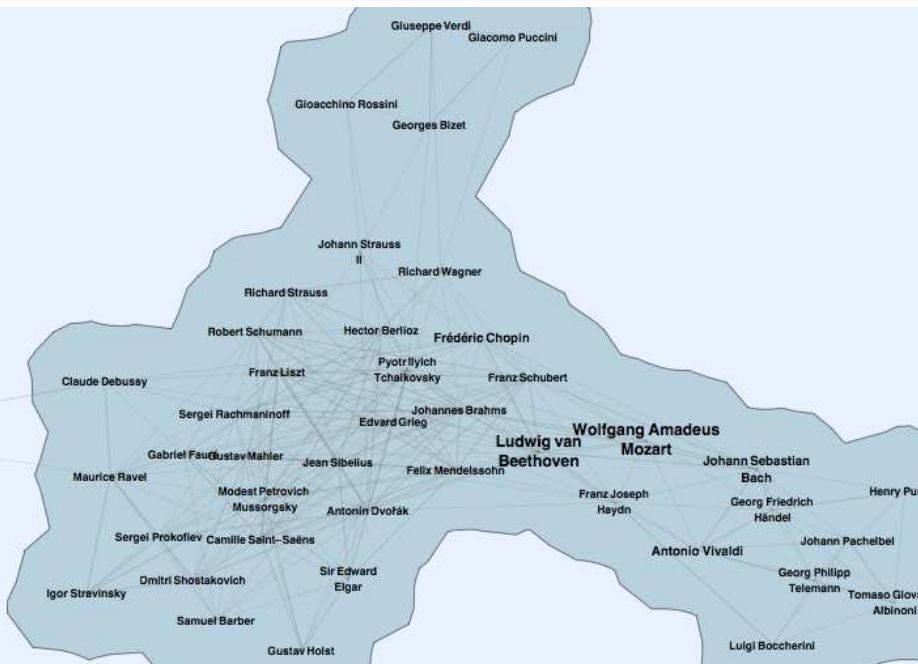 Giuseppe Verdi
Giacomo Puccini
Gioacchino Rossini
Georges Bizet
Johann Strauss
II
Richard Wagner
Richard Strauss
Robert Schumann
Hector Berlioz
Frédéric Chopin
Pyotr Ilyich
Tchaikovsky
Franz Liszt
Franz Schubert
Claude Debussy
Sergei Rachmaninoff
Johannes Brahms
Edvard Grieg
Wolfgang Amadeus
Mozart
Ludwig van
Beethoven
Gabriel Fauré
Gustav Mahler
Jean Sibelius
Felix Mendelssohn
Johann Sebastian
Bach
Maurice Ravel
Modest Petrovich
Mussorgsky
Antonín Dvořák
Franz Joseph
Haydn
Georg Friedrich
Händel
Henry Pu
Sergei Prokofiev
Camille Saint-Saëns
Antonio Vivaldi
Johann Pachelbel
Igor Stravinsky
Dmitri Shostakovich
Sir Edward
Elgar
Georg Philipp
Telemann
Tomaso Giova
Albinoni
Samuel Barber
Gustav Holst
Luigi Boccherini